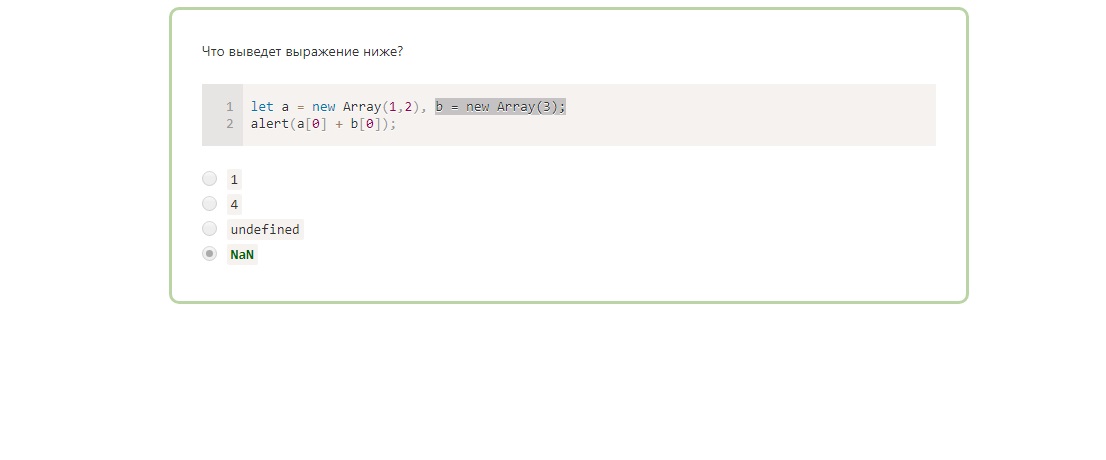 Что выведет выражение ниже?
1 let a = new Array(1,2), b = new Array(3);
2 alert(a[0] + b[0]);
1
4
undefined
NaN